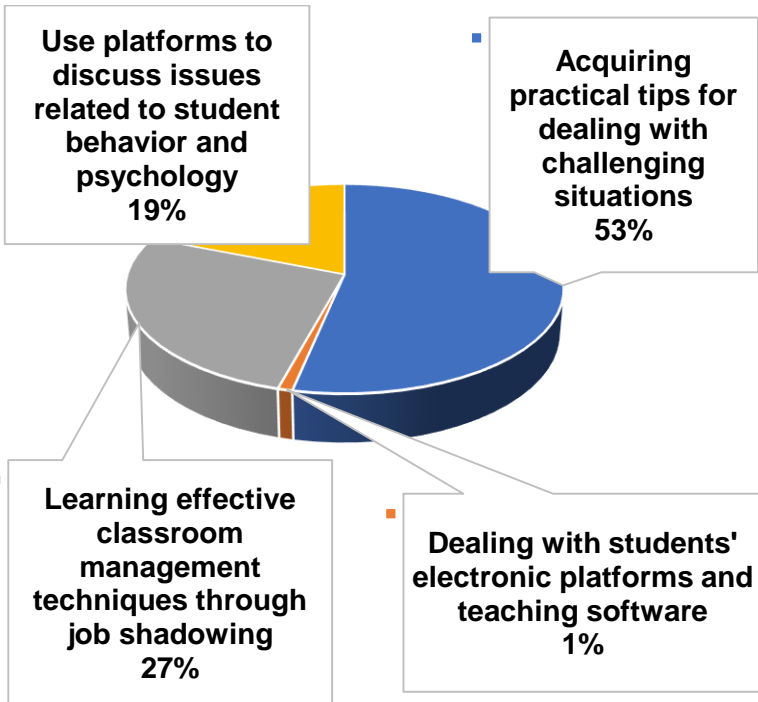 Use platforms to
discuss issues
related to student
behavior and
psychology
19%
Acquiring
practical tips for
dealing with
challenging
situations
53%
Learning effective
classroom
management
techniques through
job shadowing
27%
Dealing with students'
electronic platforms and
teaching software
1%